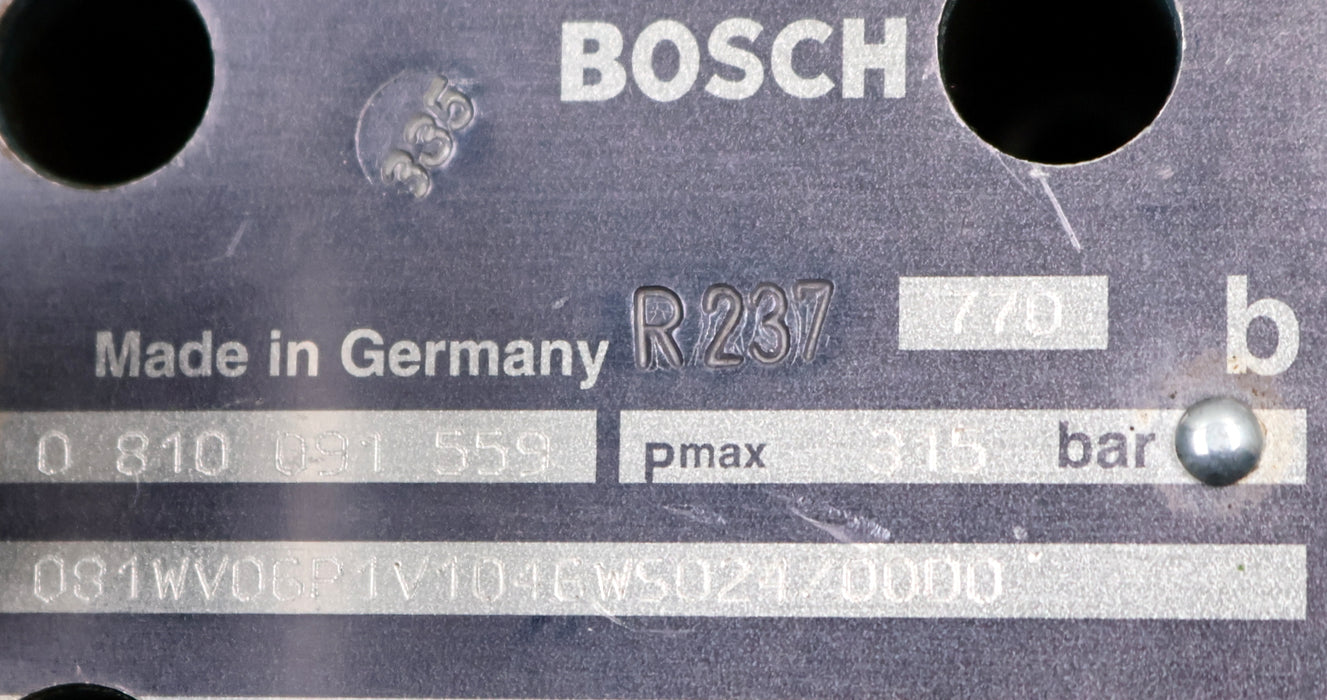 BOSCH
335
Made in Germany R 237 770 b
0 810 091 559 pmax 315 bar
081WV06P1V1046WS024/00D0